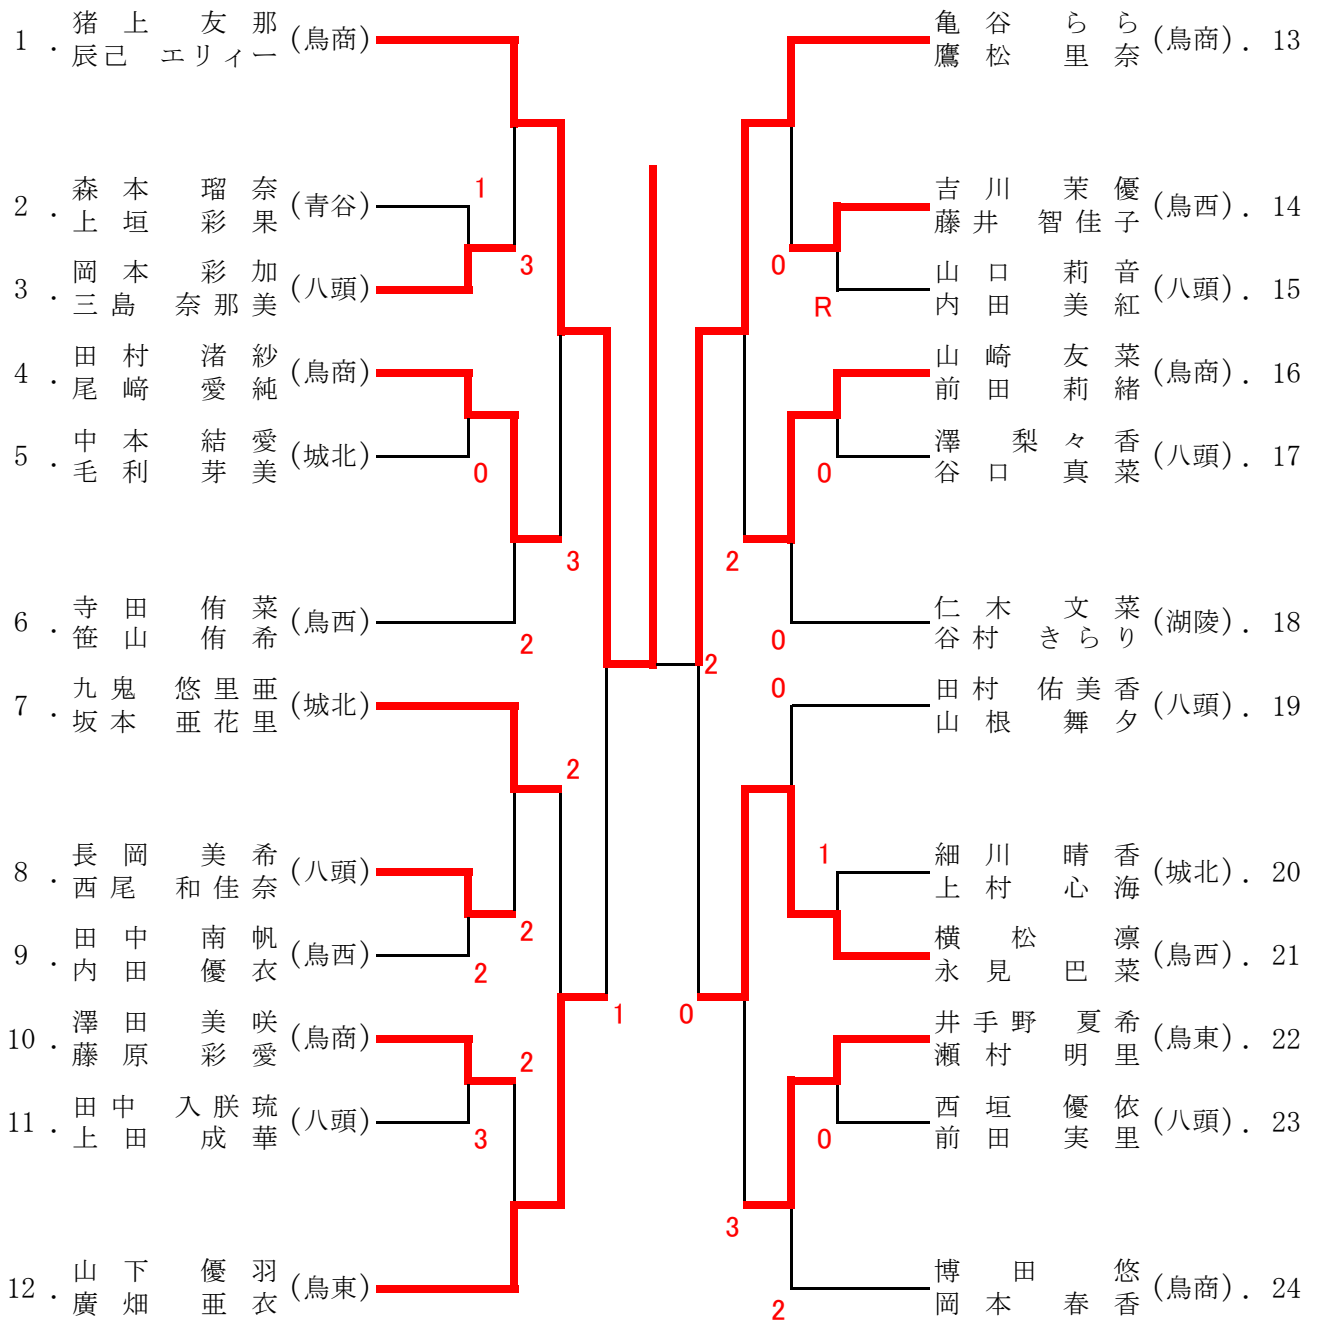 1 . 猪上 友那 (鳥商)
辰己 エリィー
2 . 森本 瑠奈 (青谷)
上垣 彩果
1
3 . 岡本 彩加 (八頭)
三島 奈那美
3
4 . 田村 渚紗 (鳥商)
尾﨑 愛純
5 . 中本 結愛 (城北)
毛利 芽美
0
3
6 . 寺田 侑菜 (鳥西)
笹山 侑希
2
7 . 九鬼 悠里亜 (城北)
坂本 亜花里
2
8 . 長岡 美希 (八頭)
西尾 和佳奈
2
9 . 田中 南帆 (鳥西)
内田 優衣
2
1
10 . 澤田 美咲 (鳥商)
藤原 彩愛
2
11 . 田中 入朕琉 (八頭)
上田 成華
3
12 . 山下 優羽 (鳥東)
廣畑 亜衣
2
亀谷 らら (鳥商) . 13
鷹松 里奈
吉川 茉優 (鳥西) . 14
藤井 智佳子
0
山口 莉音 (八頭) . 15
内田 美紅
R
山崎 友菜 (鳥商) . 16
前田 莉緒
澤 梨々香 (八頭) . 17
谷口 真菜
0
2
仁木 文菜 (湖陵) . 18
谷村 きらり
0
0
田村 佑美香 (八頭) . 19
山根 舞夕
1
細川 晴香 (城北) . 20
上村 心海
横松 凛 (鳥西) . 21
永見 巴菜
0
井手野 夏希 (鳥東) . 22
瀬村 明里
西垣 優依 (八頭) . 23
前田 実里
0
3
博田 悠 (鳥商) . 24
岡本 春香
2